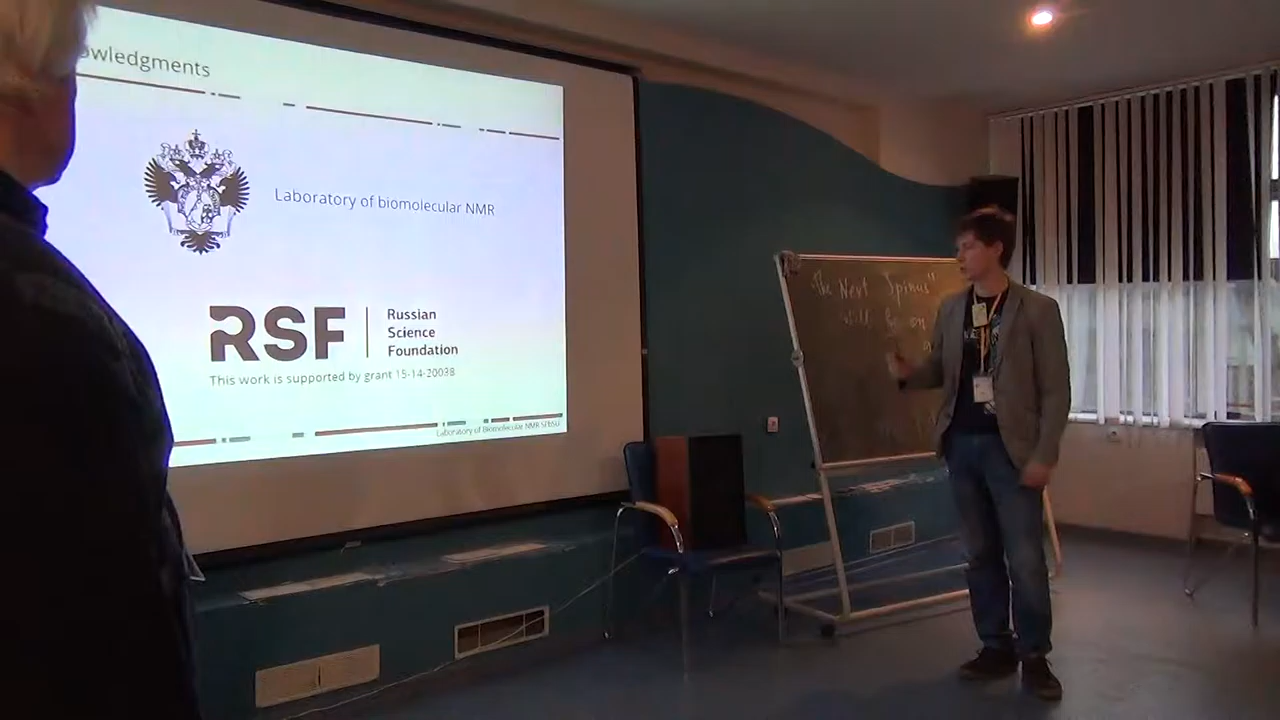 owledgments
Laboratory of biomolecular NMR
RSF
Russian
Science
Foundation
This work is supported by grant 15-14-20038
Laboratory of Biomolecular NMR SPbSU
"The Next Spinus"
will be on